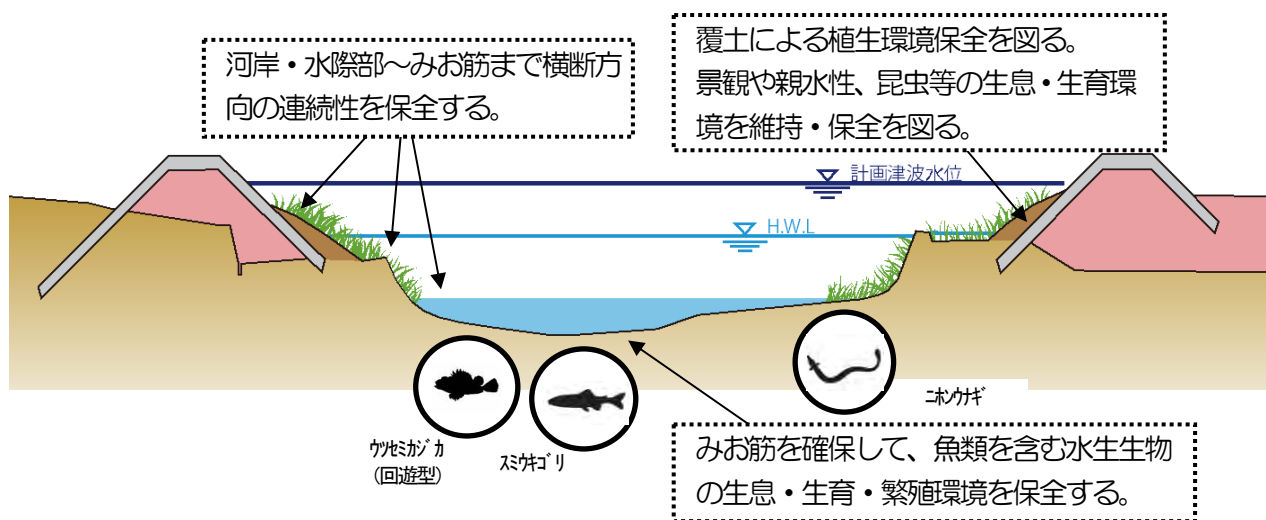 河岸・水際部～みお筋まで横断方
向の連続性を保全する。
覆土による植生環境保全を図る。
景観や親水性、昆虫等の生息・生育環
境を維持・保全を図る。
計画津波水位
H.W.L
ｳﾂｾﾐｶｼﾞｶ
(回遊型)
ｽﾐｳｷｺﾞﾘ
ﾆﾎﾝｳﾅｷﾞ
みお筋を確保して、魚類を含む水生生物
の生息・生育・繁殖環境を保全する。